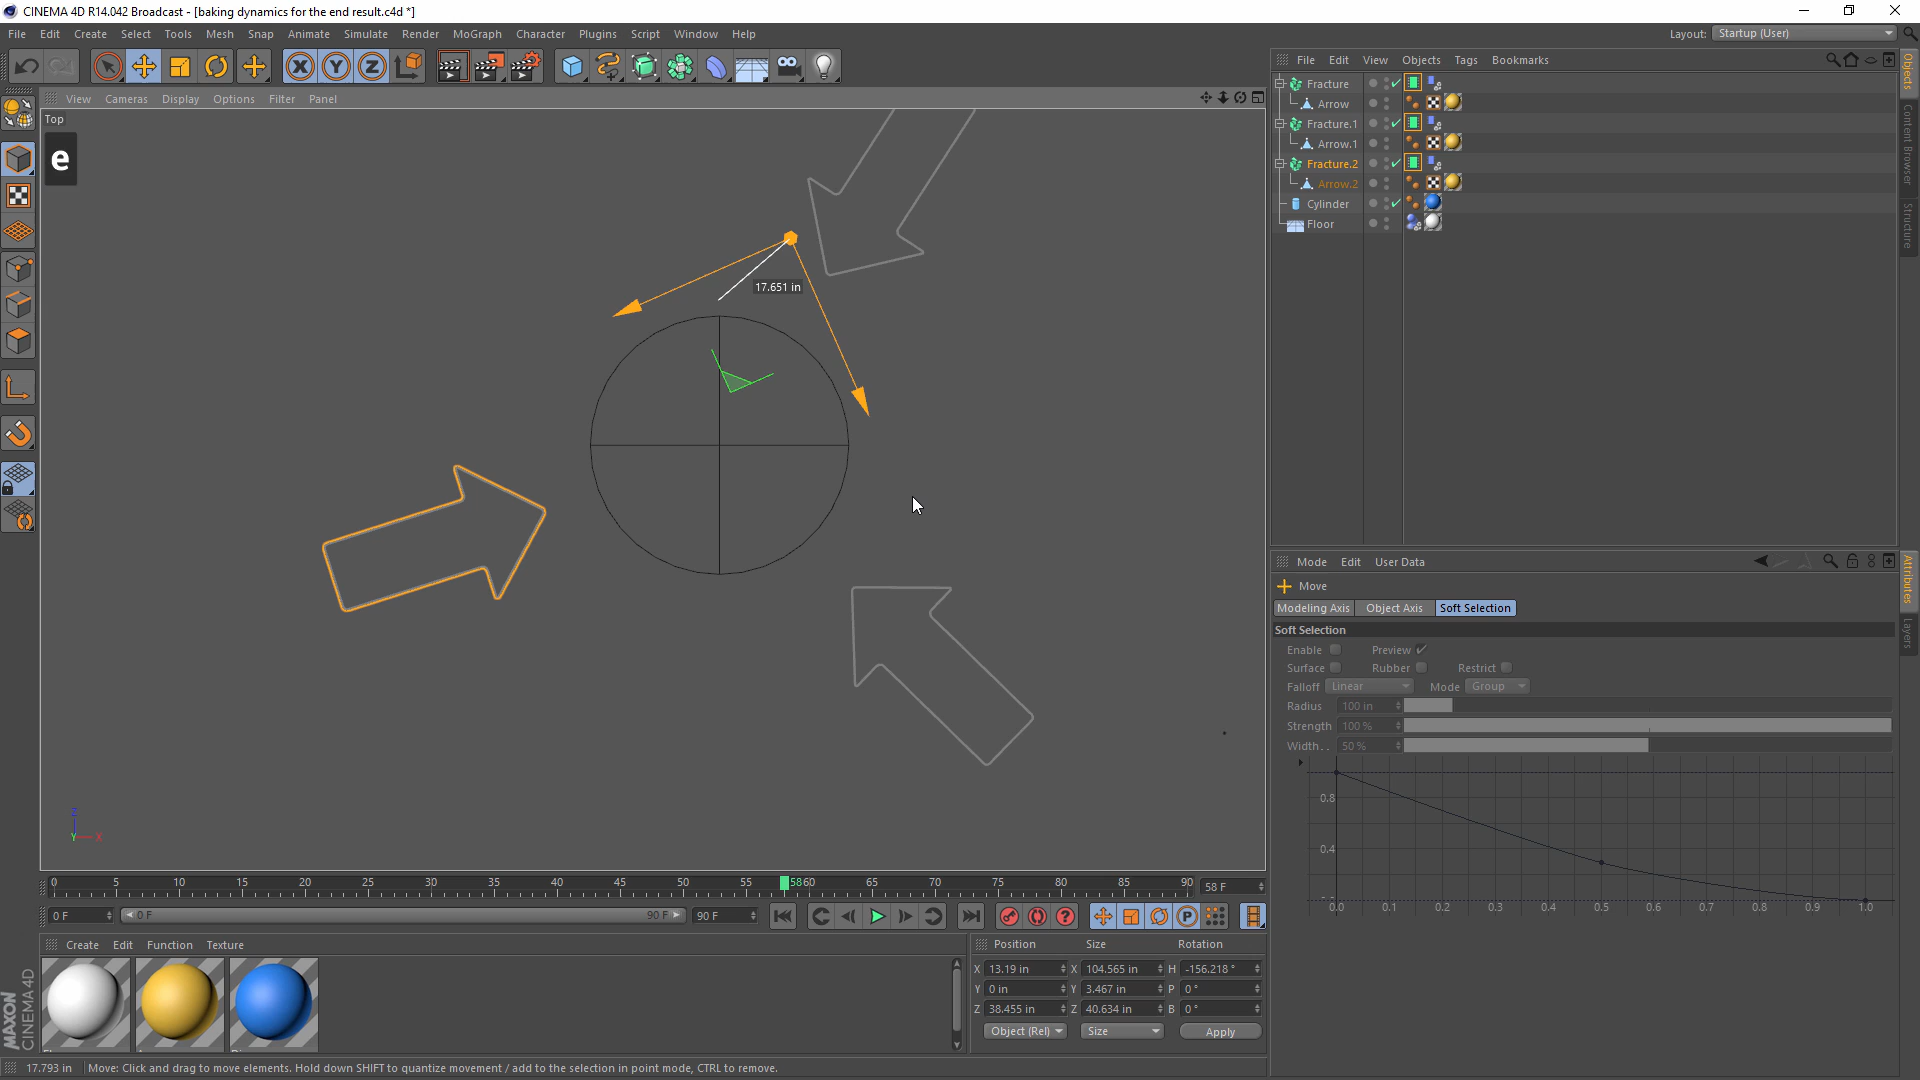 CINEMA 4D R14.042 Broadcast - [baking dynamics for the end result.c4d *]
File Edit Create Select Tools Mesh Snap Animate Simulate Render MoGraph Character Plugins Script Window Help
Layout: Startup (User)
File Edit View Objects Tags Bookmarks
View Cameras Display Options Filter Panel
Top
e
17.651 in
Fracture
Arrow
Fracture.1
Arrow.1
Fracture.2
Arrow.2
Cylinder
Floor
Objects
Content Browser
Structure
Mode Edit User Data
Move
Modeling Axis Object Axis Soft Selection
Soft Selection
Enable Preview
Surface Rubber Restrict
Falloff Linear Mode Group
Radius 100 in
Strength 100 %
Width.. 50 %
0.8
0.4
0.0 0.1 0.2 0.3 0.4 0.5 0.6 0.7 0.8 0.9 1.0
Attributes
Layers
Z
Y X
0 5 10 15 20 25 30 35 40 45 50 55 58 60 65 70 75 80 85 90
58 F
0 F 0 F 90 F 90 F
Create Edit Function Texture
Position Size Rotation
X 13.19 in X 104.565 in H -156.218 °
Y 0 in Y 3.467 in P 0 °
Z 38.455 in Z 40.634 in B 0 °
Object (Rel) Size Apply
MAXON
CINEMA 4D
17.793 in Move: Click and drag to move elements. Hold down SHIFT to quantize movement / add to the selection in point mode, CTRL to remove.